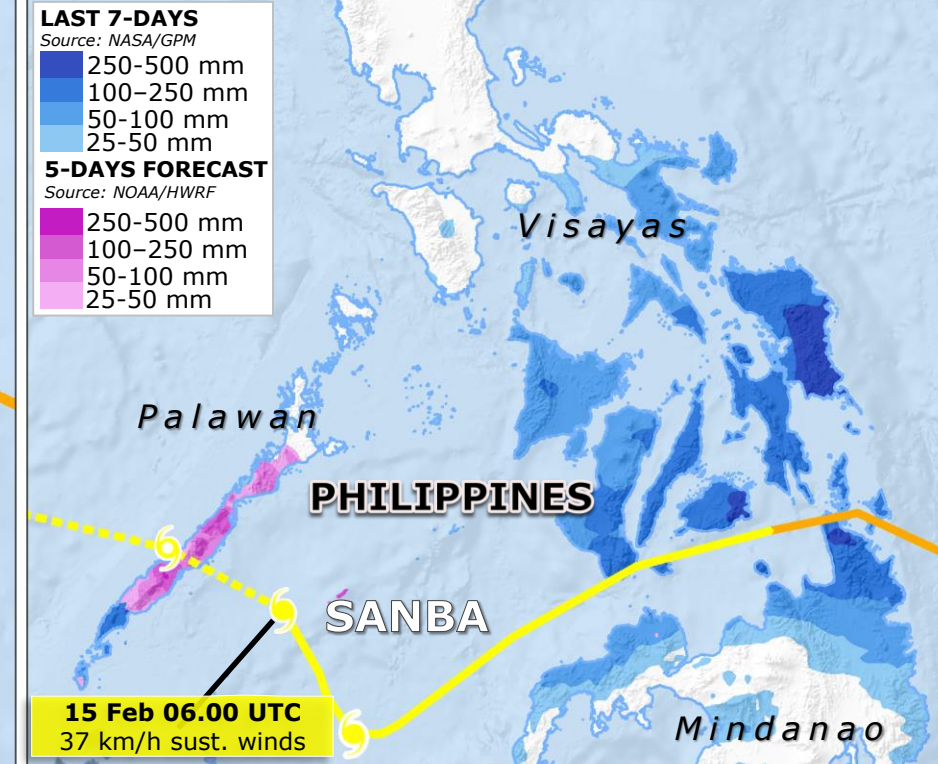 LAST 7-DAYS
Source: NASA/GPM
250-500 mm
100–250 mm
50-100 mm
25-50 mm
5-DAYS FORECAST
Source: NOAA/HWRF
250-500 mm
100–250 mm
50-100 mm
25-50 mm
Visayas
Palawan
PHILIPPINES
SANBA
15 Feb 06.00 UTC
37 km/h sust. winds
Mindanao